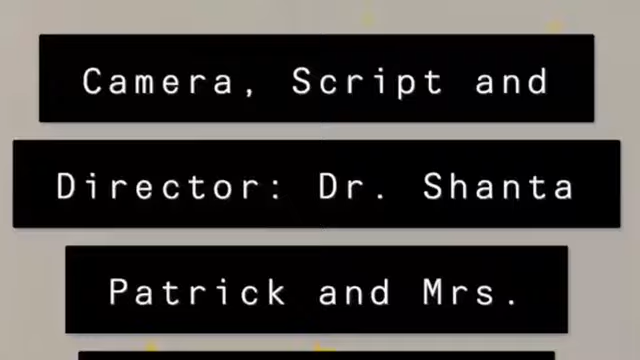 Camera, Script and
Director: Dr. Shanta
Patrick and Mrs.